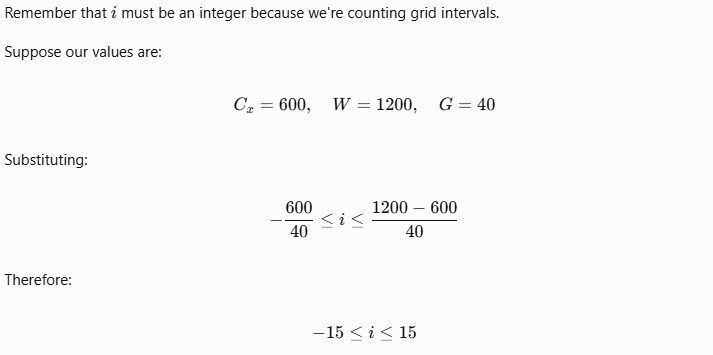 Remember that i must be an integer because we're counting grid intervals.
Suppose our values are:
Cₓ = 600, W = 1200, G = 40
Substituting:
−600/40 ≤ i ≤ (1200 − 600)/40
Therefore:
−15 ≤ i ≤ 15